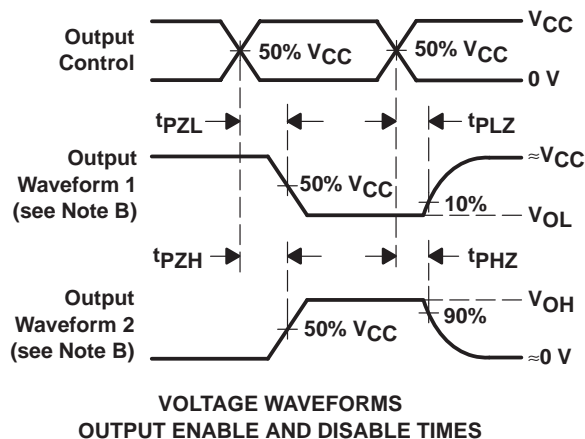 Output
Control
50% VCC
50% VCC
VCC
0 V
tPZL
tPLZ
Output
Waveform 1
(see Note B)
50% VCC
10%
≈VCC
VOL
tPZH
tPHZ
Output
Waveform 2
(see Note B)
50% VCC
90%
VOH
≈0 V
VOLTAGE WAVEFORMS
OUTPUT ENABLE AND DISABLE TIMES